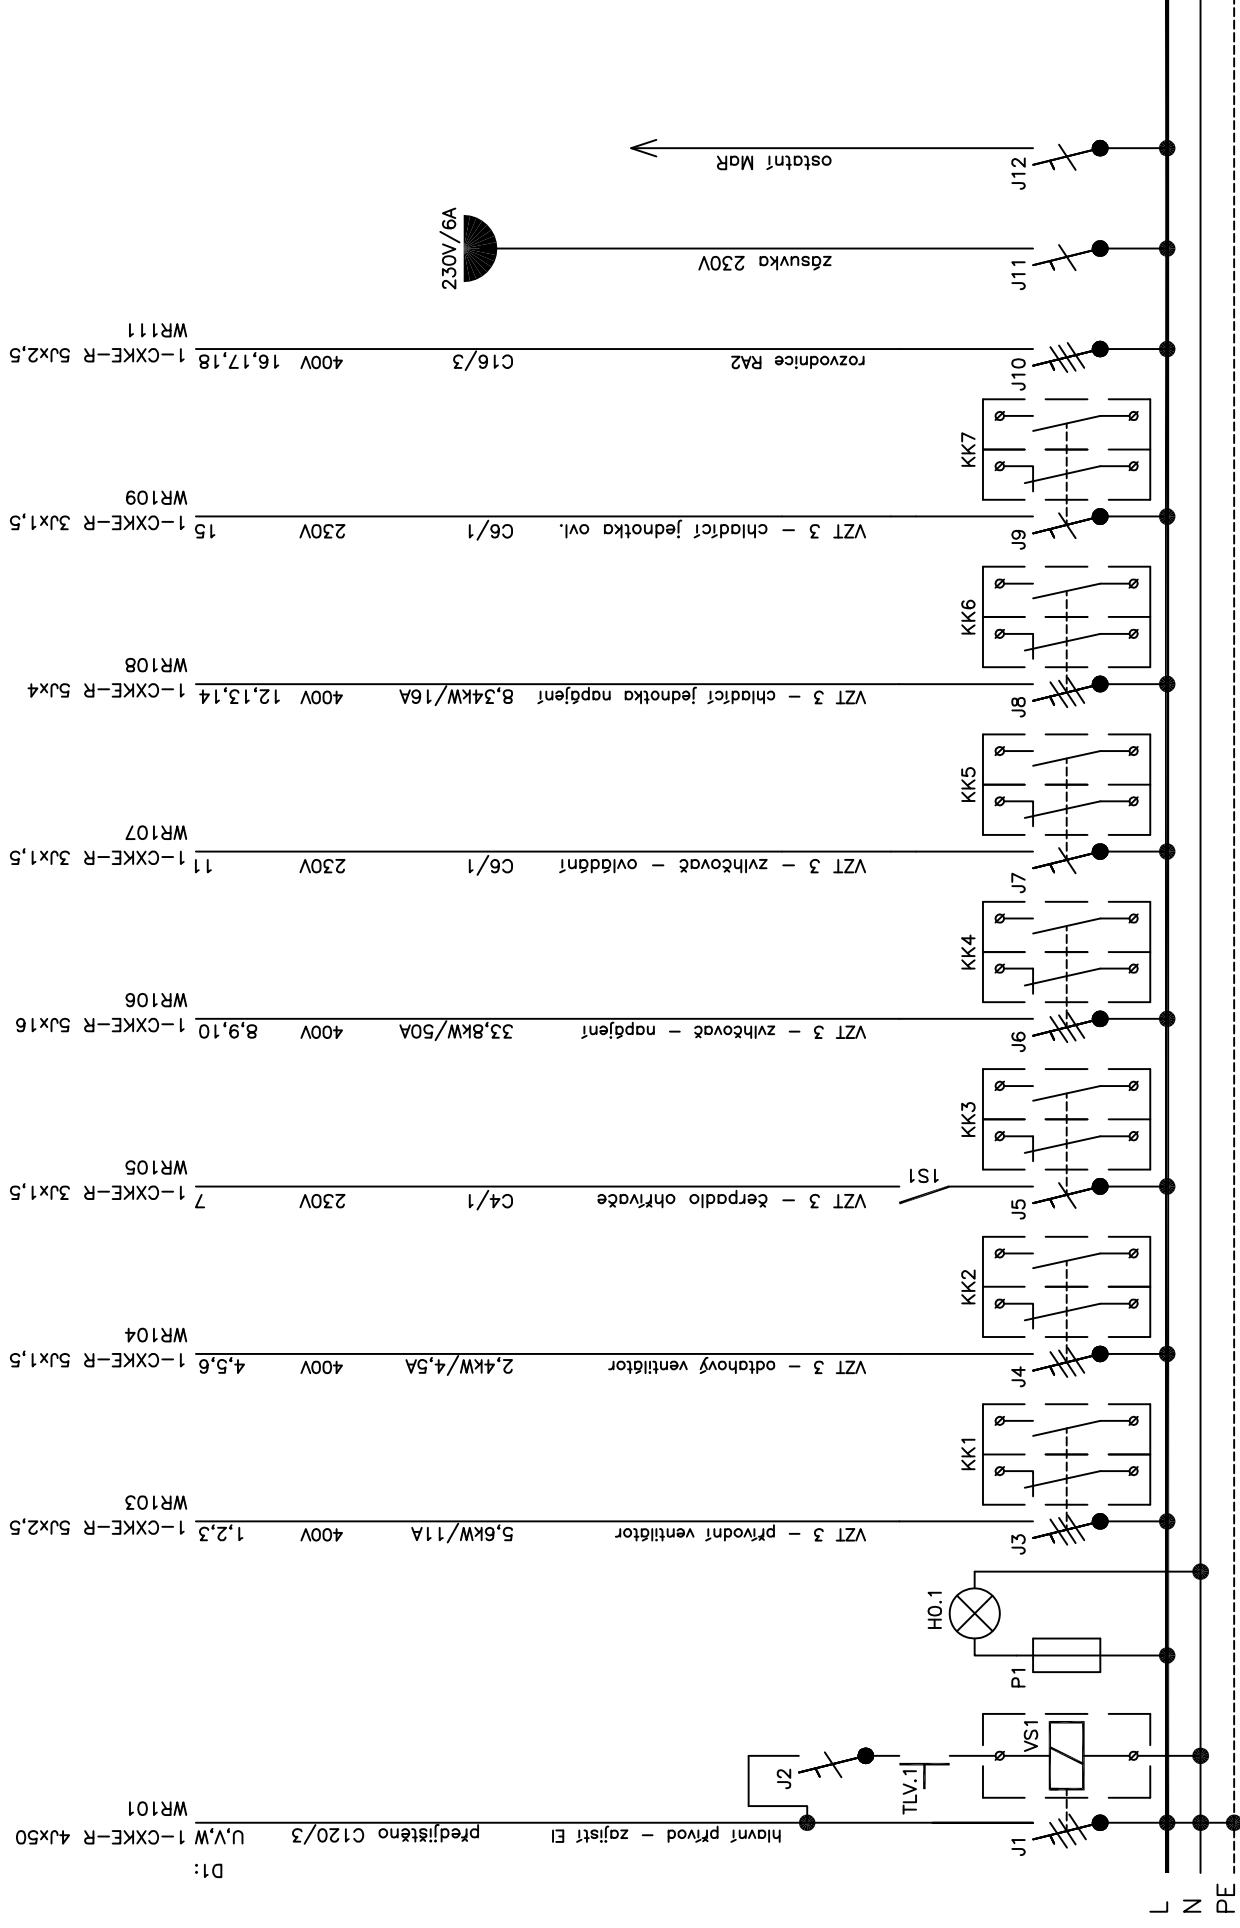 D1:
hlavní přívod – zajistí El
předjištěno C120/3
U,V,W
1-CXKE-R 4Jx50
WR101
J1
J2
TLV.1
VS1
P1
H0.1
VZT 3 – přívodní ventilátor
5,6kW/11A
400V
1,2,3
1-CXKE-R 5Jx2,5
WR103
J3
KK1
VZT 3 – odtahový ventilátor
2,4kW/4,5A
400V
4,5,6
1-CXKE-R 5Jx1,5
WR104
J4
KK2
VZT 3 – čerpadlo ohřívače
C4/1
230V
7
1-CXKE-R 3Jx1,5
WR105
J5
1S1
KK3
VZT 3 – zvlhčovač – napájení
33,8kW/50A
400V
8,9,10
1-CXKE-R 5Jx16
WR106
J6
KK4
VZT 3 – zvlhčovač – ovládání
C6/1
230V
11
1-CXKE-R 3Jx1,5
WR107
J7
KK5
VZT 3 – chladící jednotka napájení
8,34kW/16A
400V
12,13,14
1-CXKE-R 5Jx4
WR108
J8
KK6
VZT 3 – chladící jednotka ovl.
C6/1
230V
15
1-CXKE-R 3Jx1,5
WR109
J9
KK7
rozvodnice RA2
C16/3
400V
16,17,18
1-CXKE-R 5Jx2,5
WR111
J10
zásuvka 230V
230V/6A
J11
ostatní MaR
J12
L
N
PE